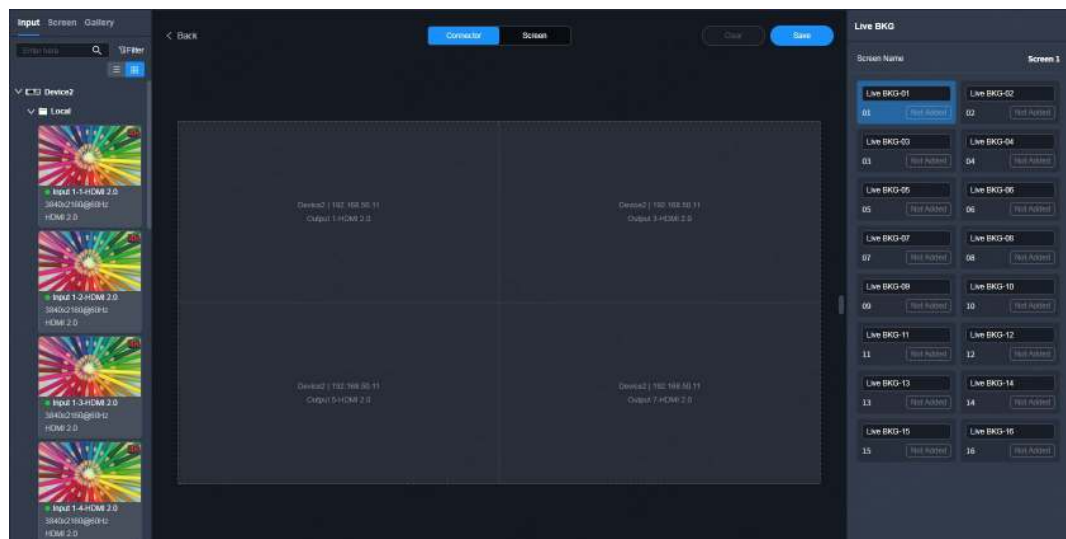 Input Screen Gallery
Enter here Filter
Device2
Local
4K
Input 1-1-HDMI 2.0
3840x2160@60Hz
HDMI 2.0
4K
Input 1-2-HDMI 2.0
3840x2160@60Hz
HDMI 2.0
4K
Input 1-3-HDMI 2.0
3840x2160@60Hz
HDMI 2.0
4K
Input 1-4-HDMI 2.0
3840x2160@60Hz
HDMI 2.0
< Back
Connector Screen
Clear Save
Device2 | 192.168.50.11
Output 1-HDMI 2.0
Device2 | 192.168.50.11
Output 3-HDMI 2.0
Device2 | 192.168.50.11
Output 5-HDMI 2.0
Device2 | 192.168.50.11
Output 7-HDMI 2.0
Live BKG
Screen Name Screen 1
Live BKG-01 Live BKG-02
01 Not Added 02 Not Added
Live BKG-03 Live BKG-04
03 Not Added 04 Not Added
Live BKG-05 Live BKG-06
05 Not Added 06 Not Added
Live BKG-07 Live BKG-08
07 Not Added 08 Not Added
Live BKG-09 Live BKG-10
09 Not Added 10 Not Added
Live BKG-11 Live BKG-12
11 Not Added 12 Not Added
Live BKG-13 Live BKG-14
13 Not Added 14 Not Added
Live BKG-15 Live BKG-16
15 Not Added 16 Not Added